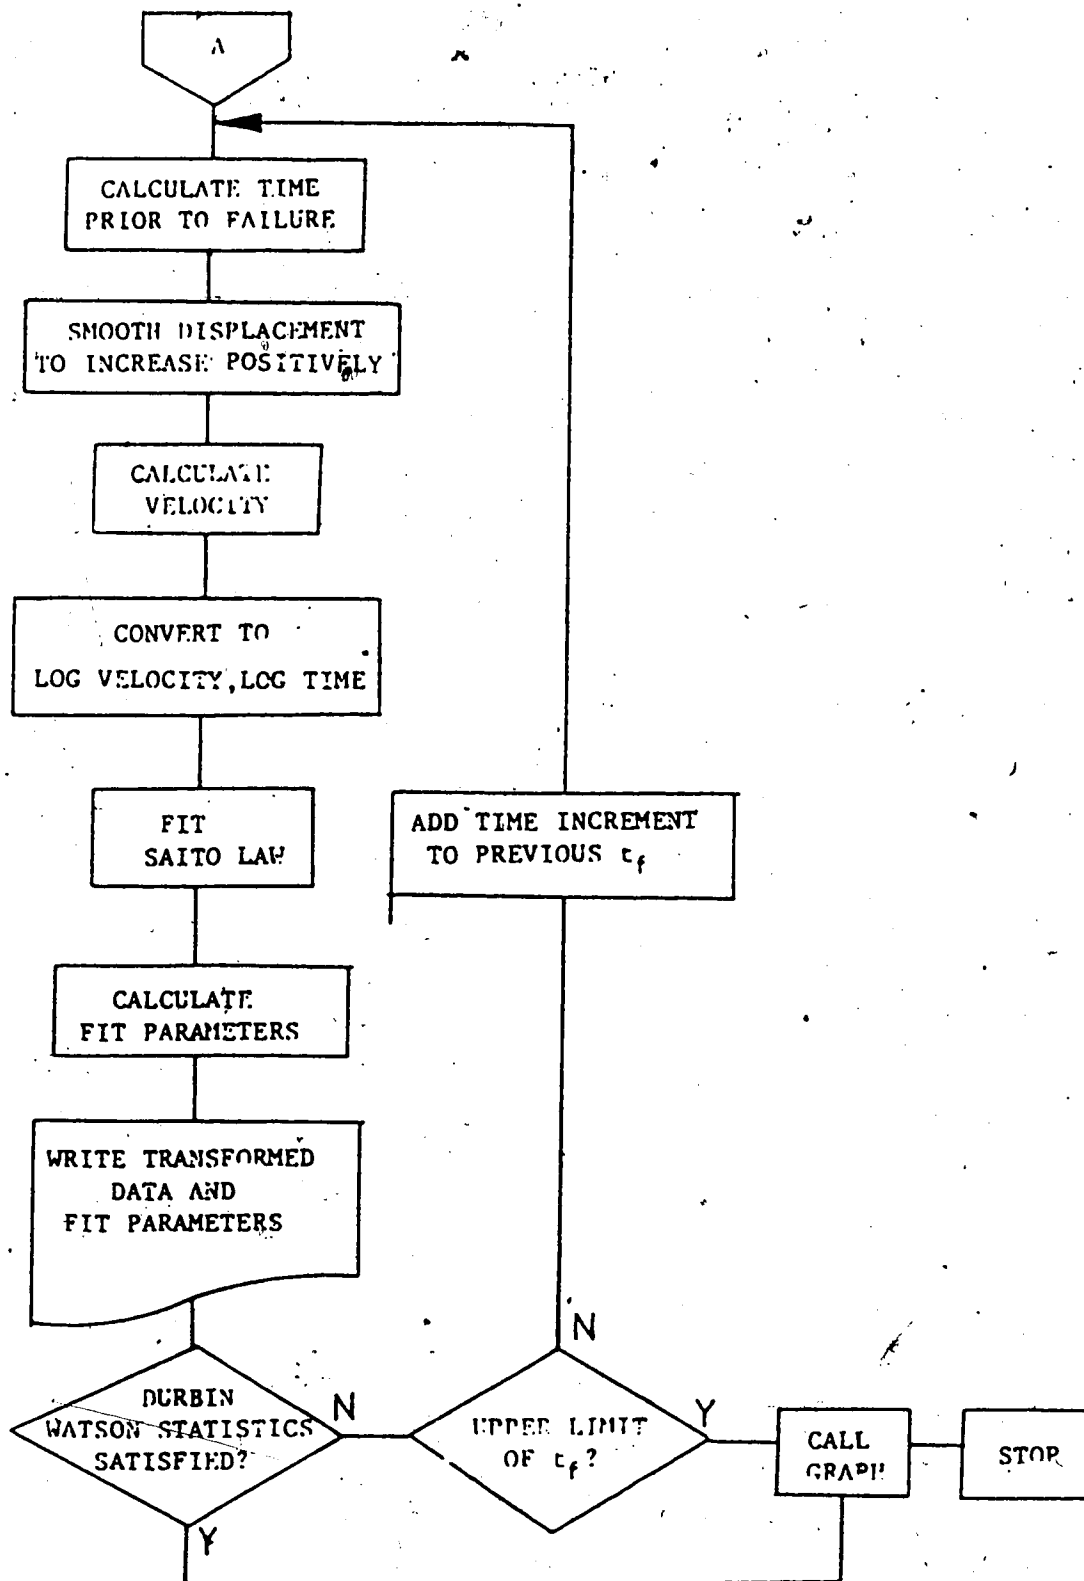 A
CALCULATE TIME
PRIOR TO FAILURE
SMOOTH DISPLACEMENT
TO INCREASE POSITIVELY
CALCULATE
VELOCITY
CONVERT TO
LOG VELOCITY, LOG TIME
FIT
SAITO LAW
ADD TIME INCREMENT
TO PREVIOUS t_f
CALCULATE
FIT PARAMETERS
WRITE TRANSFORMED
DATA AND
FIT PARAMETERS
N
DURBIN
WATSON STATISTICS
SATISFIED?
N
UPPER LIMIT
OF t_f?
Y
CALL
GRAPH
STOP
Y